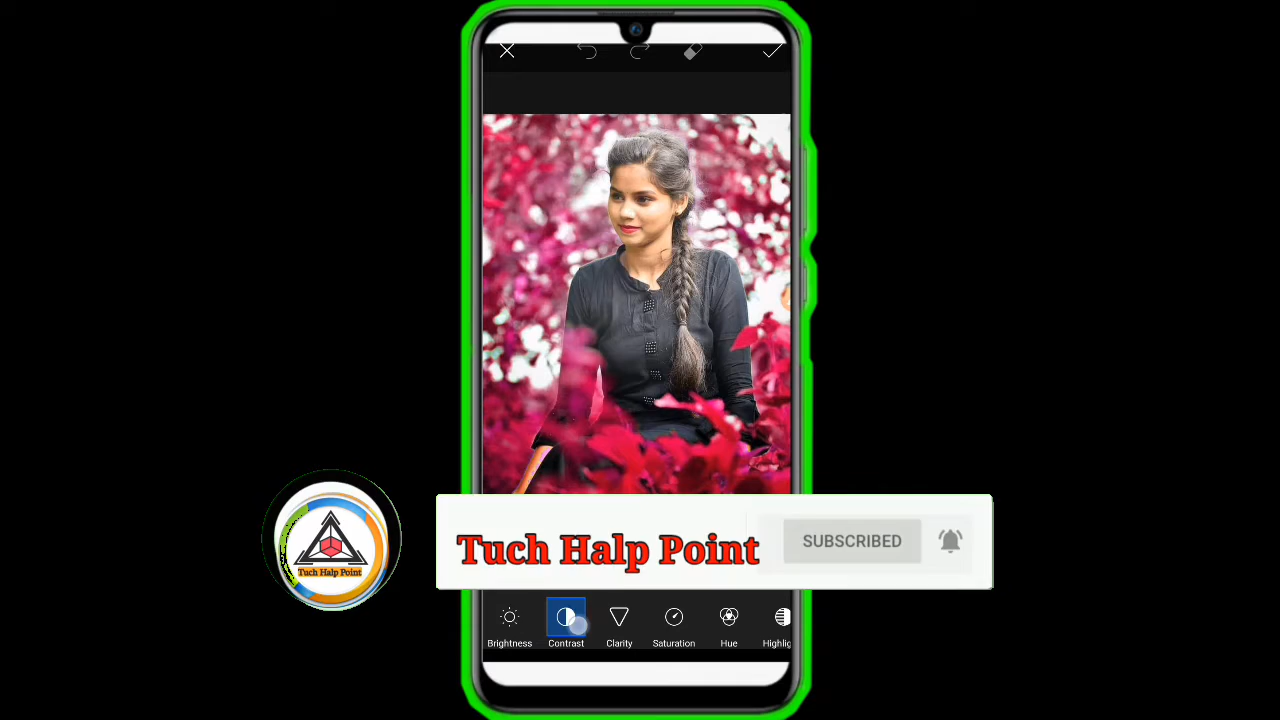 Tuch Halp Point
SUBSCRIBED
Tuch Halp Point
Brightness
Contrast
Clarity
Saturation
Hue
Highlig